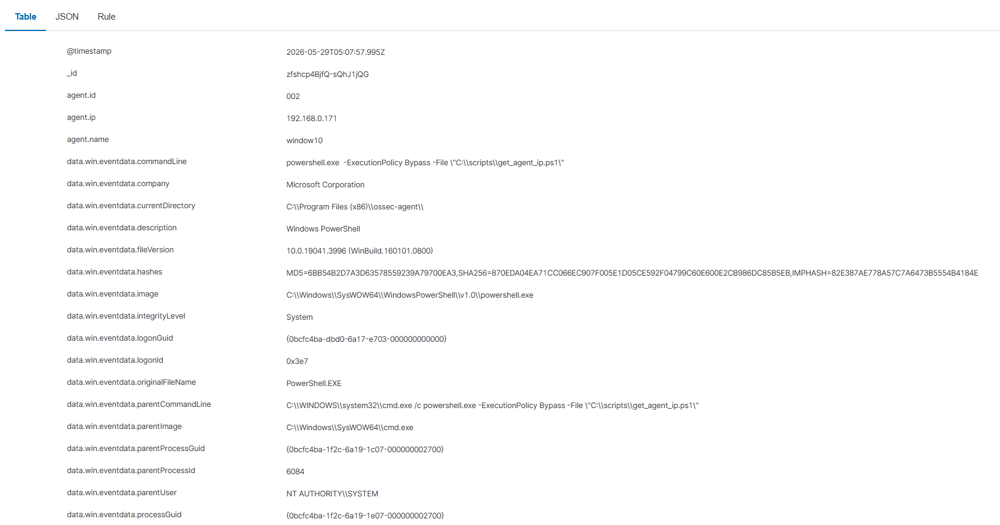 Table JSON Rule
@timestamp 2026-05-29T05:07:57.995Z
_id zfshcp4BjfQ-sQhJ1jQG
agent.id 002
agent.ip 192.168.0.171
agent.name window10
data.win.eventdata.commandLine powershell.exe  -ExecutionPolicy Bypass -File \"C:\\scripts\\get_agent_ip.ps1\"
data.win.eventdata.company Microsoft Corporation
data.win.eventdata.currentDirectory C:\\Program Files (x86)\\ossec-agent\\
data.win.eventdata.description Windows PowerShell
data.win.eventdata.fileVersion 10.0.19041.3996 (WinBuild.160101.0800)
data.win.eventdata.hashes MD5=6BB54B2D7A3D63578559239A79700EA3,SHA256=870EDA04EA71CC066EC907F005E1D05CE592F04799C60E600E2CB986DC85B5EB,IMPHASH=82E387AE778A57C7A6473B5554B4184E
data.win.eventdata.image C:\\Windows\\SysWOW64\\WindowsPowerShell\\v1.0\\powershell.exe
data.win.eventdata.integrityLevel System
data.win.eventdata.logonGuid {0bcfc4ba-dbd0-6a17-e703-000000000000}
data.win.eventdata.logonId 0x3e7
data.win.eventdata.originalFileName PowerShell.EXE
data.win.eventdata.parentCommandLine C:\\WINDOWS\\system32\\cmd.exe /c powershell.exe -ExecutionPolicy Bypass -File \"C:\\scripts\\get_agent_ip.ps1\"
data.win.eventdata.parentImage C:\\Windows\\SysWOW64\\cmd.exe
data.win.eventdata.parentProcessGuid {0bcfc4ba-1f2c-6a19-1c07-000000002700}
data.win.eventdata.parentProcessId 6084
data.win.eventdata.parentUser NT AUTHORITY\\SYSTEM
data.win.eventdata.processGuid {0bcfc4ba-1f2c-6a19-1e07-000000002700}